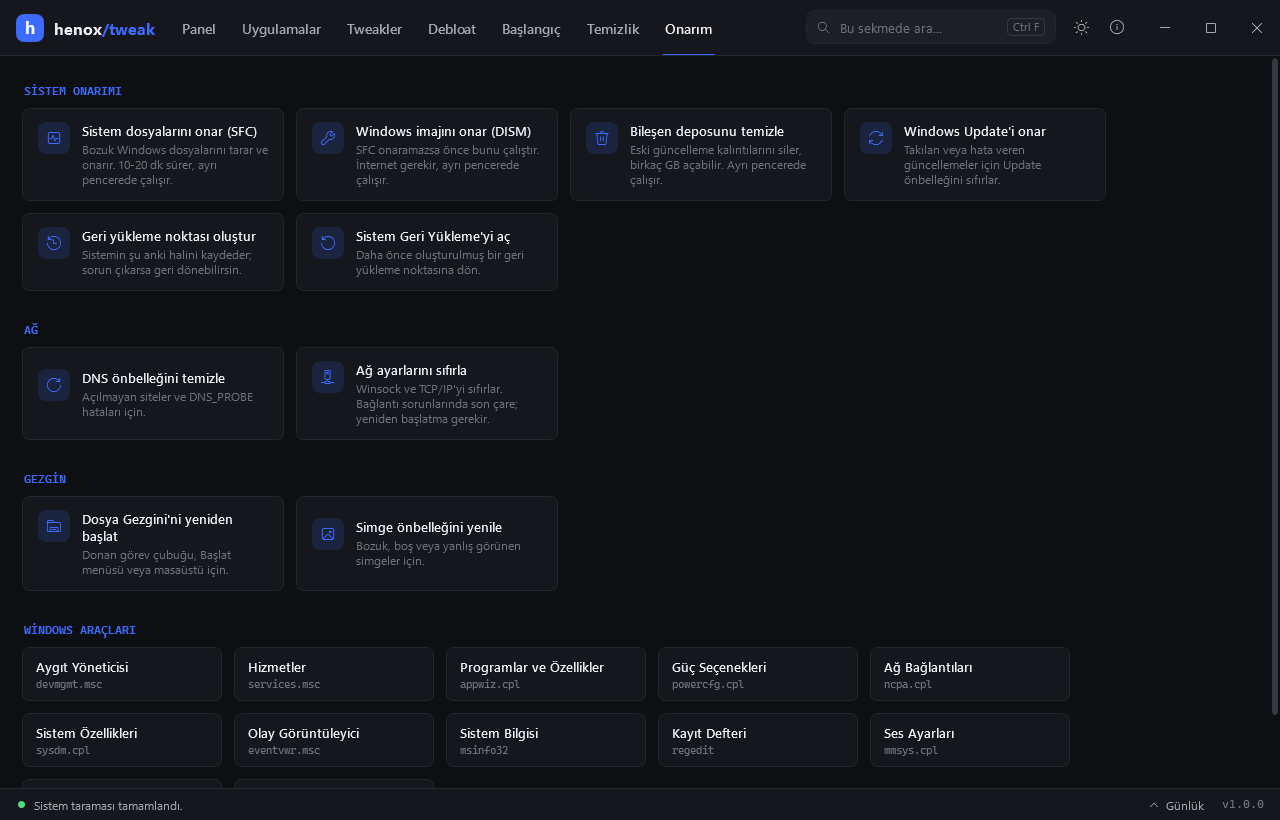 h henox/tweak Panel Uygulamalar Tweakler Debloat Başlangıç Temizlik Onarım Bu sekmede ara... Ctrl F
SİSTEM ONARIMI
Sistem dosyalarını onar (SFC)
Bozuk Windows dosyalarını tarar ve
onarır. 10-20 dk sürer, ayrı
pencerede çalışır.
Windows imajını onar (DISM)
SFC onaramazsa önce bunu çalıştır.
İnternet gerekir, ayrı pencerede
çalışır.
Bileşen deposunu temizle
Eski güncelleme kalıntılarını siler,
birkaç GB açabilir. Ayrı pencerede
çalışır.
Windows Update'i onar
Takılan veya hata veren
güncellemeler için Update
önbelleğini sıfırlar.
Geri yükleme noktası oluştur
Sistemin şu anki halini kaydeder;
sorun çıkarsa geri dönebilirsin.
Sistem Geri Yükleme'yi aç
Daha önce oluşturulmuş bir geri
yükleme noktasına dön.
AĞ
DNS önbelleğini temizle
Açılmayan siteler ve DNS_PROBE
hataları için.
Ağ ayarlarını sıfırla
Winsock ve TCP/IP'yi sıfırlar.
Bağlantı sorunlarında son çare;
yeniden başlatma gerekir.
GEZGİN
Dosya Gezgini'ni yeniden
başlat
Donan görev çubuğu, Başlat
menüsü veya masaüstü için.
Simge önbelleğini yenile
Bozuk, boş veya yanlış görünen
simgeler için.
WİNDOWS ARAÇLARI
Aygıt Yöneticisi
devmgmt.msc
Hizmetler
services.msc
Programlar ve Özellikler
appwiz.cpl
Güç Seçenekleri
powercfg.cpl
Ağ Bağlantıları
ncpa.cpl
Sistem Özellikleri
sysdm.cpl
Olay Görüntüleyici
eventvwr.msc
Sistem Bilgisi
msinfo32
Kayıt Defteri
regedit
Ses Ayarları
mmsys.cpl
Sistem taraması tamamlandı. Günlük v1.0.0